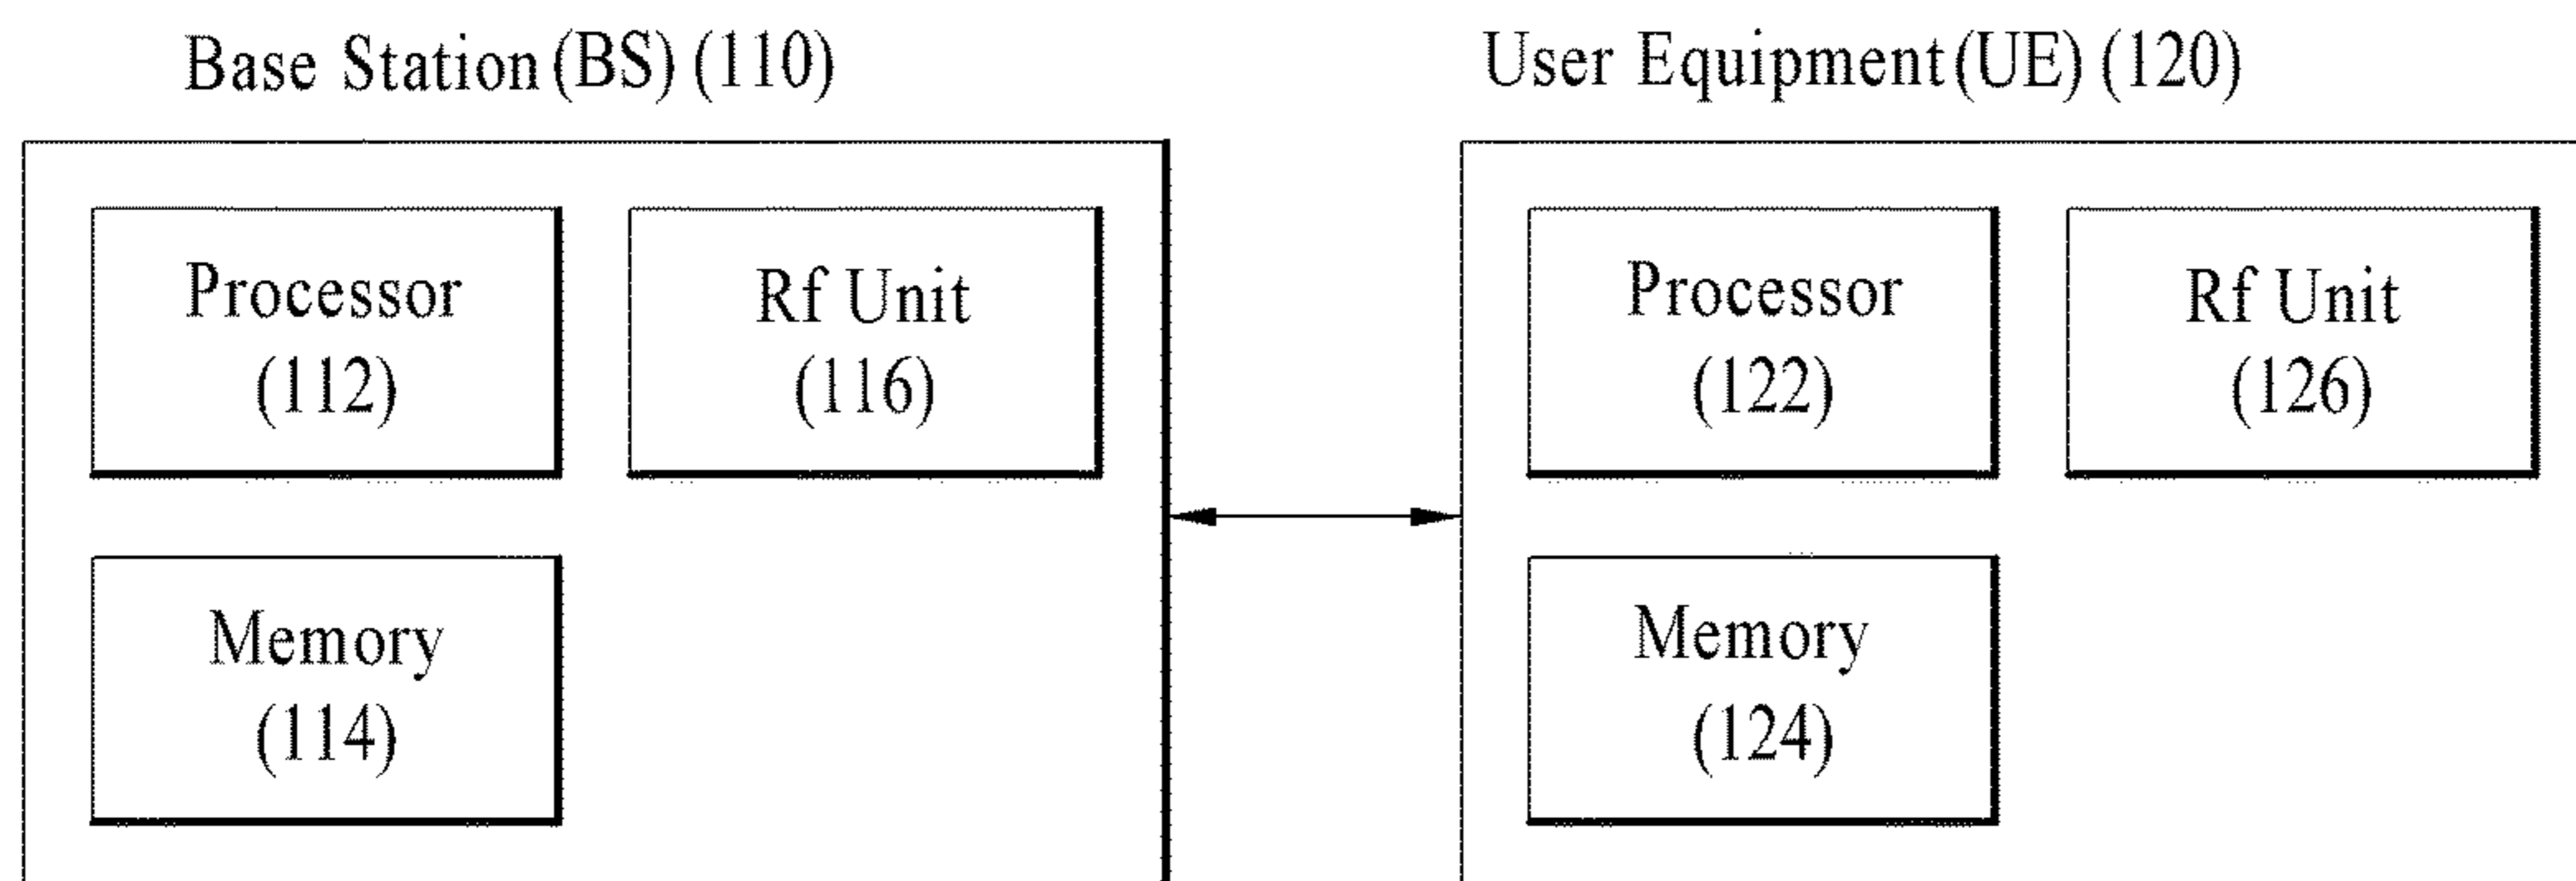 Base Station (BS) (110)
Processor
(112)
Rf Unit
(116)
Memory
(114)
User Equipment (UE) (120)
Processor
(122)
Rf Unit
(126)
Memory
(124)